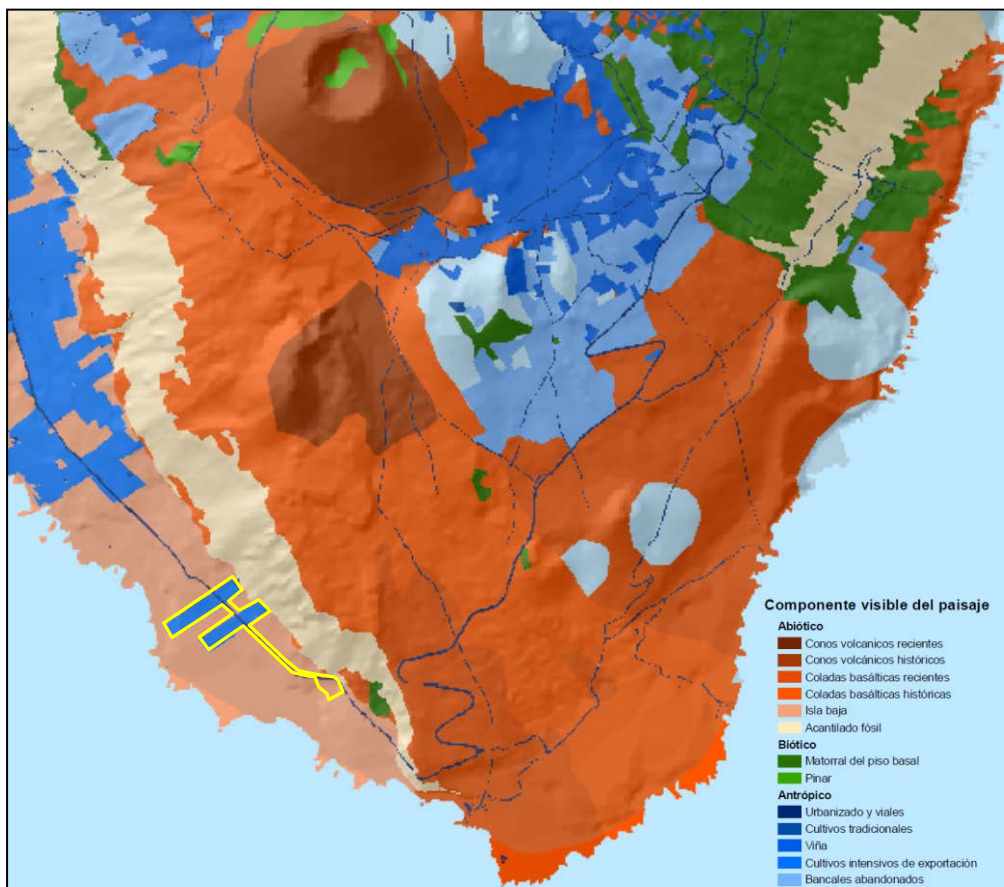 Componente visible del paisaje
Abiótico
Conos volcanicos recientes
Conos volcánicos históricos
Coladas basálticas recientes
Coladas basálticas históricas
Isla baja
Acantilado fósil
Biótico
Matorral del piso basal
Pinar
Antrópico
Urbanizado y viales
Cultivos tradicionales
Viña
Cultivos intensivos de exportación
Bancales abandonados